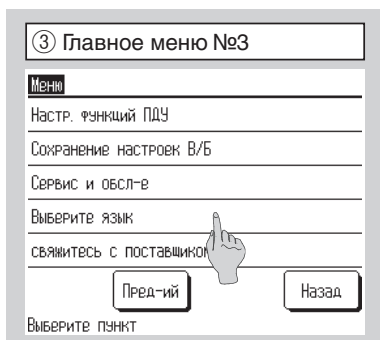 ③ Главное меню №3
Меню
Настр. функций ПДУ
Сохранение настроек В/Б
Сервис и обсл-е
Выберите язык
свяжитесь с поставщиком
Пред-ий
Назад
Выберите пункт